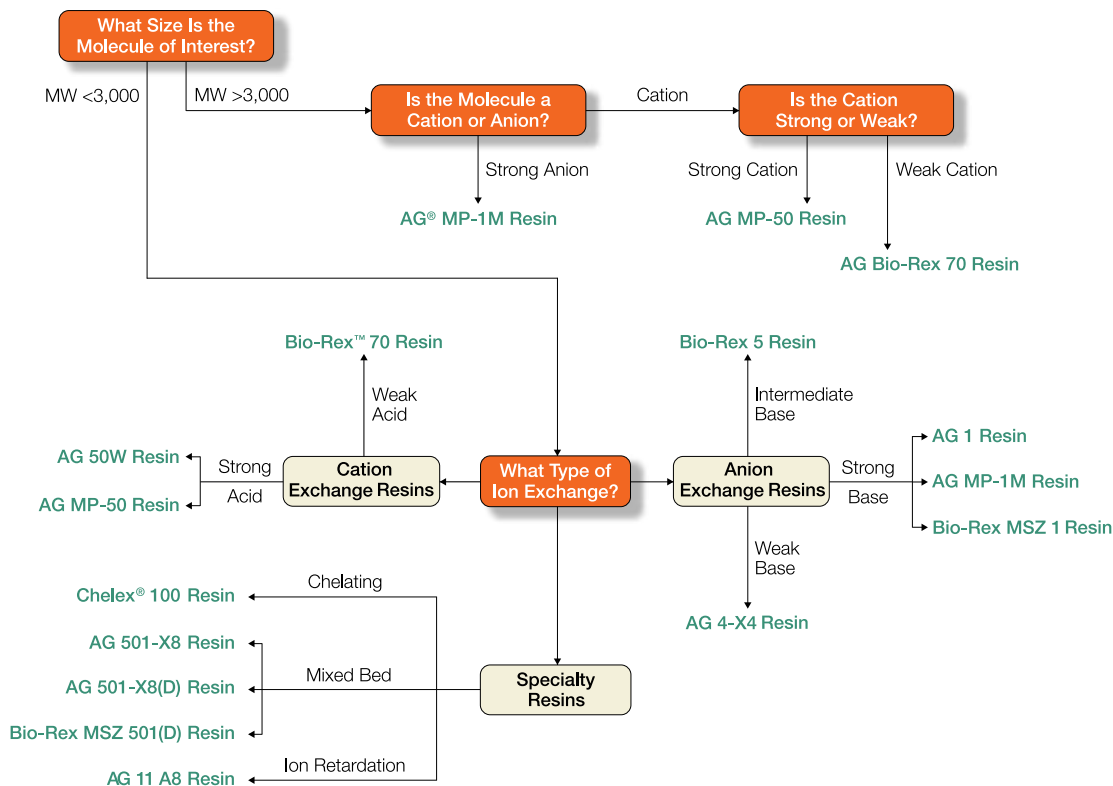 What Size Is the
Molecule of Interest?
MW <3,000
MW >3,000
Is the Molecule a
Cation or Anion?
Cation
Is the Cation
Strong or Weak?
Strong Anion
Strong Cation
Weak Cation
AG® MP-1M Resin
AG MP-50 Resin
AG Bio-Rex 70 Resin
Bio-Rex™ 70 Resin
Bio-Rex 5 Resin
Weak
Acid
Intermediate
Base
AG 50W Resin
AG MP-50 Resin
Strong
Acid
Cation
Exchange Resins
What Type of
Ion Exchange?
Anion
Exchange Resins
Strong
Base
AG 1 Resin
AG MP-1M Resin
Bio-Rex MSZ 1 Resin
Weak
Base
AG 4-X4 Resin
Chelex® 100 Resin
Chelating
AG 501-X8 Resin
AG 501-X8(D) Resin
Bio-Rex MSZ 501(D) Resin
Mixed Bed
Specialty
Resins
AG 11 A8 Resin
Ion Retardation